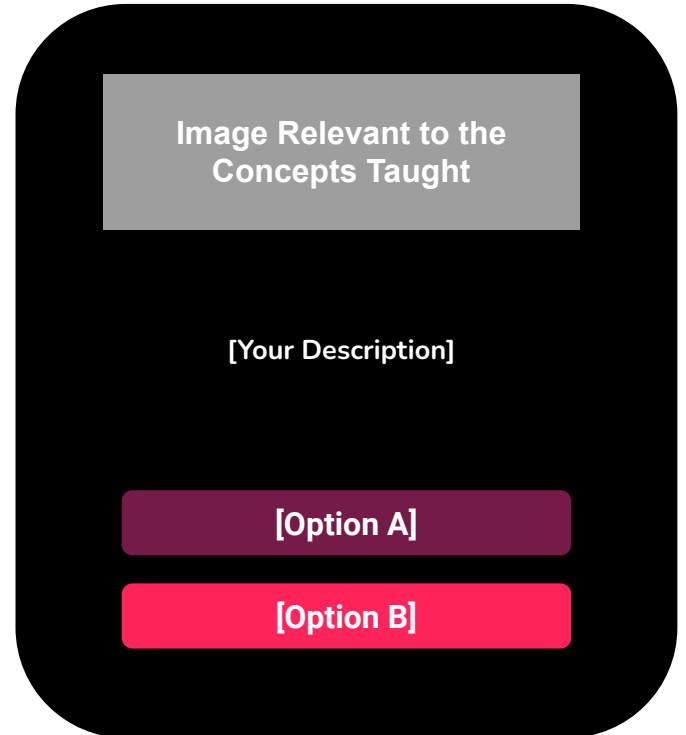 Image Relevant to the
Concepts Taught
[Your Description]
[Option A]
[Option B]